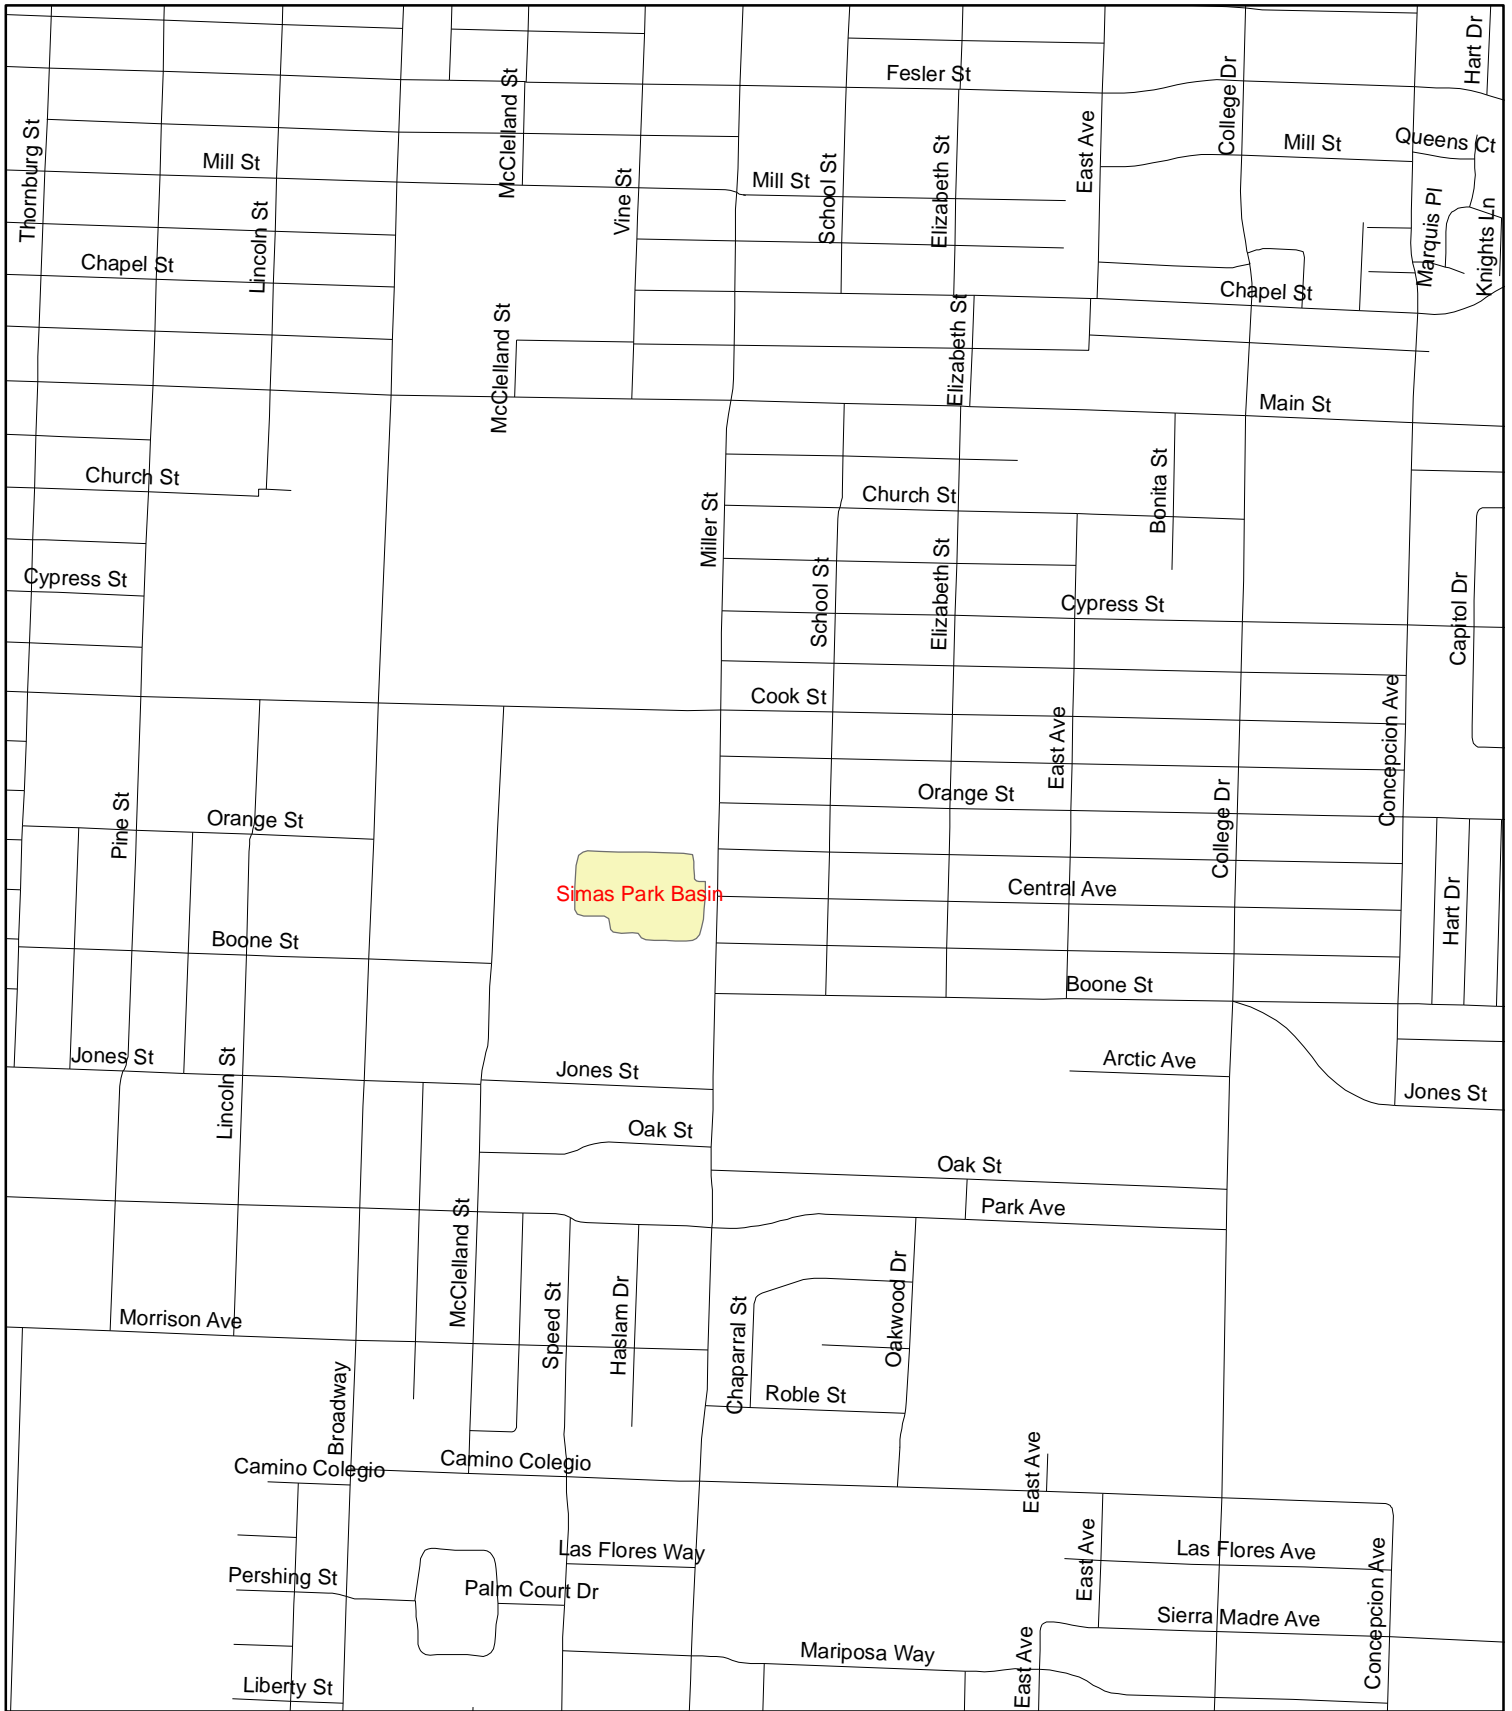 Hart Dr
Fesler St
College Dr
McClelland St
East Ave
Thornburg St
Elizabeth St
Queens Ct
Mill St
School St
Mill St
Mill St
Vine St
Marquis Pl
Knights Ln
Lincoln St
Chapel St
Chapel St
McClelland St
Elizabeth St
Main St
Bonita St
Church St
Church St
Miller St
School St
Elizabeth St
Cypress St
Cypress St
Capitol Dr
Cook St
Concepcion Ave
East Ave
Pine St
Orange St
Orange St
College Dr
Simas Park Basin
Central Ave
Hart Dr
Boone St
Boone St
Jones St
Lincoln St
Jones St
Arctic Ave
Jones St
Oak St
Oak St
McClelland St
Park Ave
Speed St
Haslam Dr
Chaparral St
Oakwood Dr
Morrison Ave
Broadway
Roble St
Camino Colegio
Camino Colegio
East Ave
Las Flores Way
East Ave
Las Flores Ave
Concepcion Ave
Pershing St
Palm Court Dr
Sierra Madre Ave
Mariposa Way
East Ave
Liberty St